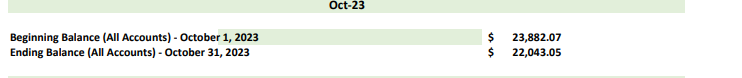 Oct-23
Beginning Balance (All Accounts) - October 1, 2023 $ 23,882.07
Ending Balance (All Accounts) - October 31, 2023 $ 22,043.05